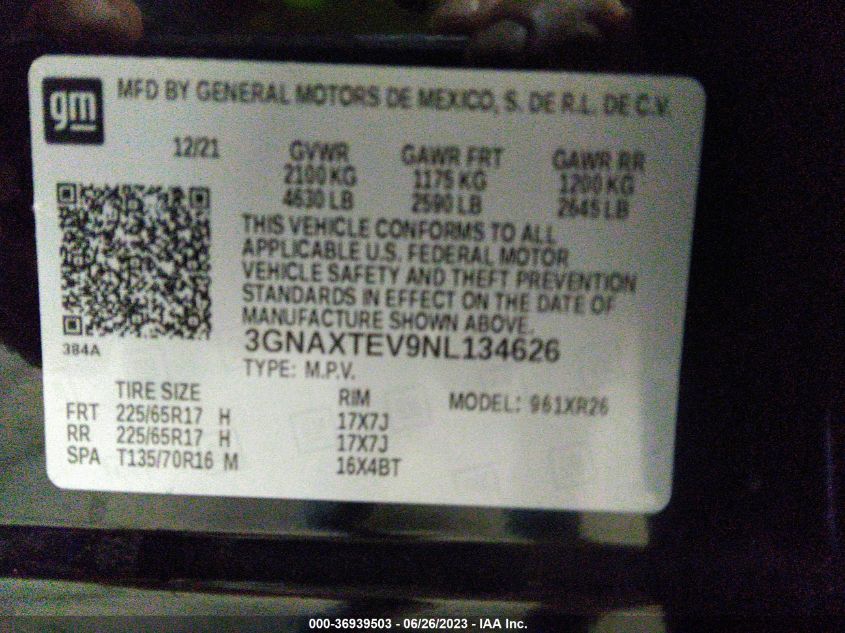 gm
MFD BY GENERAL MOTORS DE MEXICO, S. DE R.L. DE C.V.
12/21 GVWR GAWR FRT GAWR RR
2100 KG 1175 KG 1200 KG
4630 LB 2590 LB 2645 LB
THIS VEHICLE CONFORMS TO ALL
APPLICABLE U.S. FEDERAL MOTOR
VEHICLE SAFETY AND THEFT PREVENTION
STANDARDS IN EFFECT ON THE DATE OF
MANUFACTURE SHOWN ABOVE.
384A
3GNAXTEV9NL134626
TYPE: M.P.V.
TIRE SIZE RIM MODEL: 961XR26
FRT 225/65R17 H 17X7J
RR 225/65R17 H 17X7J
SPA T135/70R16 M 16X4BT
000-36939503 - 06/26/2023 - IAA Inc.